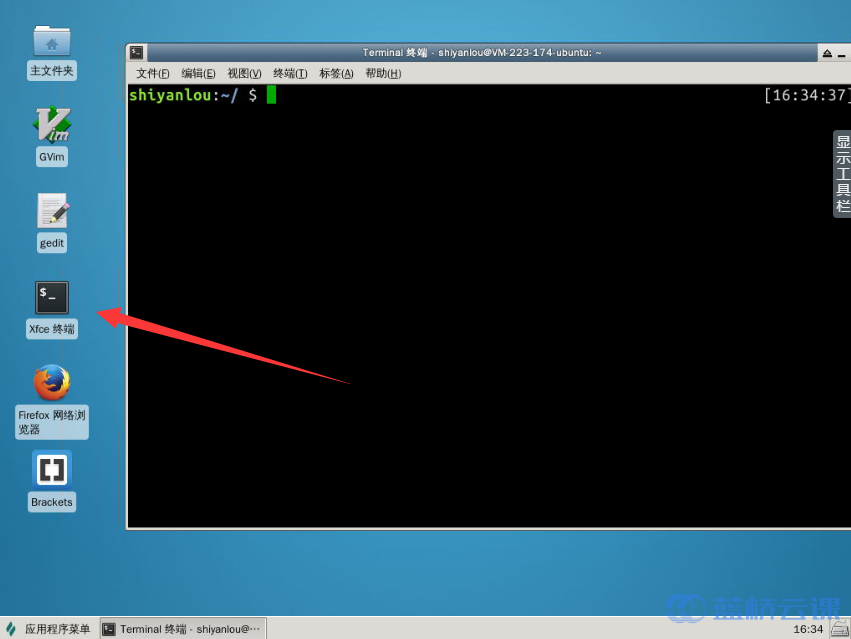 主文件夹
GVim
gedit
$_
Xfce 终端
Firefox 网络浏
览器
Brackets
Terminal 终端 - shiyanlou@VM-223-174-ubuntu: ~
文件(F) 编辑(E) 视图(V) 终端(T) 标签(A) 帮助(H)
shiyanlou:~/ $ [16:34:37]
显示工具栏
蓝桥云课
应用程序菜单 Terminal 终端 - shiyanlou@··· 16:34